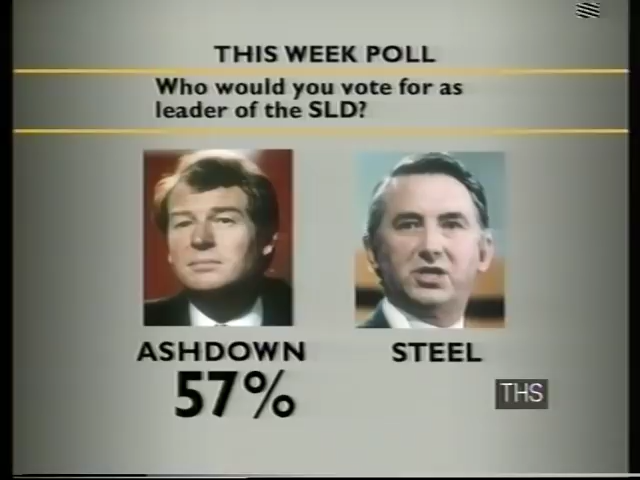 THIS WEEK POLL
Who would you vote for as
leader of the SLD?
ASHDOWN
STEEL
57%
THS